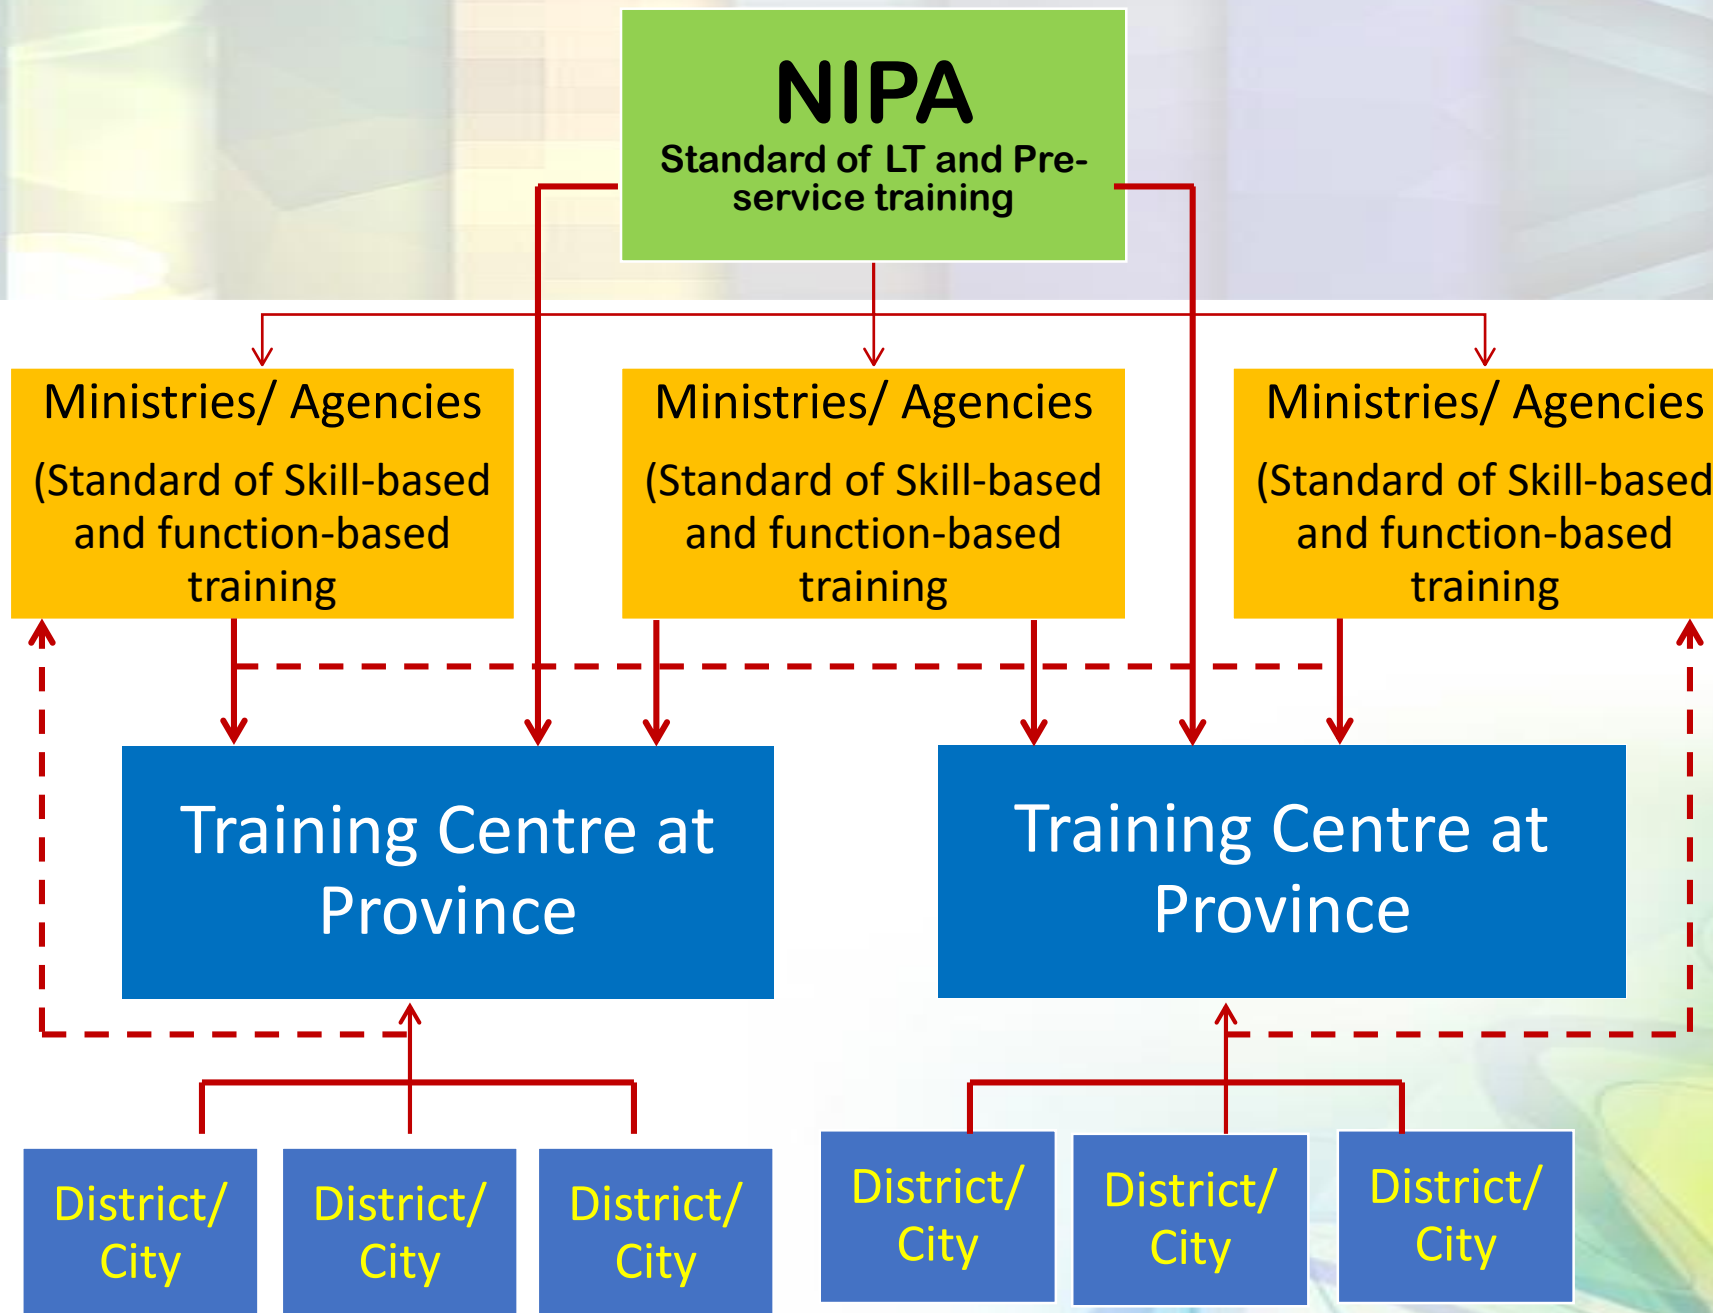 NIPA
Standard of LT and Pre-
service training
Ministries/ Agencies
(Standard of Skill-based
and function-based
training
Ministries/ Agencies
(Standard of Skill-based
and function-based
training
Ministries/ Agencies
(Standard of Skill-based
and function-based
training
Training Centre at
Province
Training Centre at
Province
District/
City
District/
City
District/
City
District/
City
District/
City
District/
City